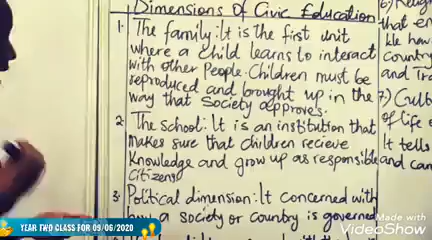 Dimensions of Civic Education
1. The family: It is the first unit
where a child learns to interact
with other People. Children must be
reproduced and brought up in the
way that Society approves.
2. The school: It is an institution that
makes sure that children recieve
Knowledge and grow up as responsible
Citizens
3. Political dimension: It concerned with
how a society or country is governed
that en
kle how
Country
and Tra
7) Cult
of life
It tells
and can
YEAR TWO CLASS FOR 09/06/2020
Made with
VideoShow